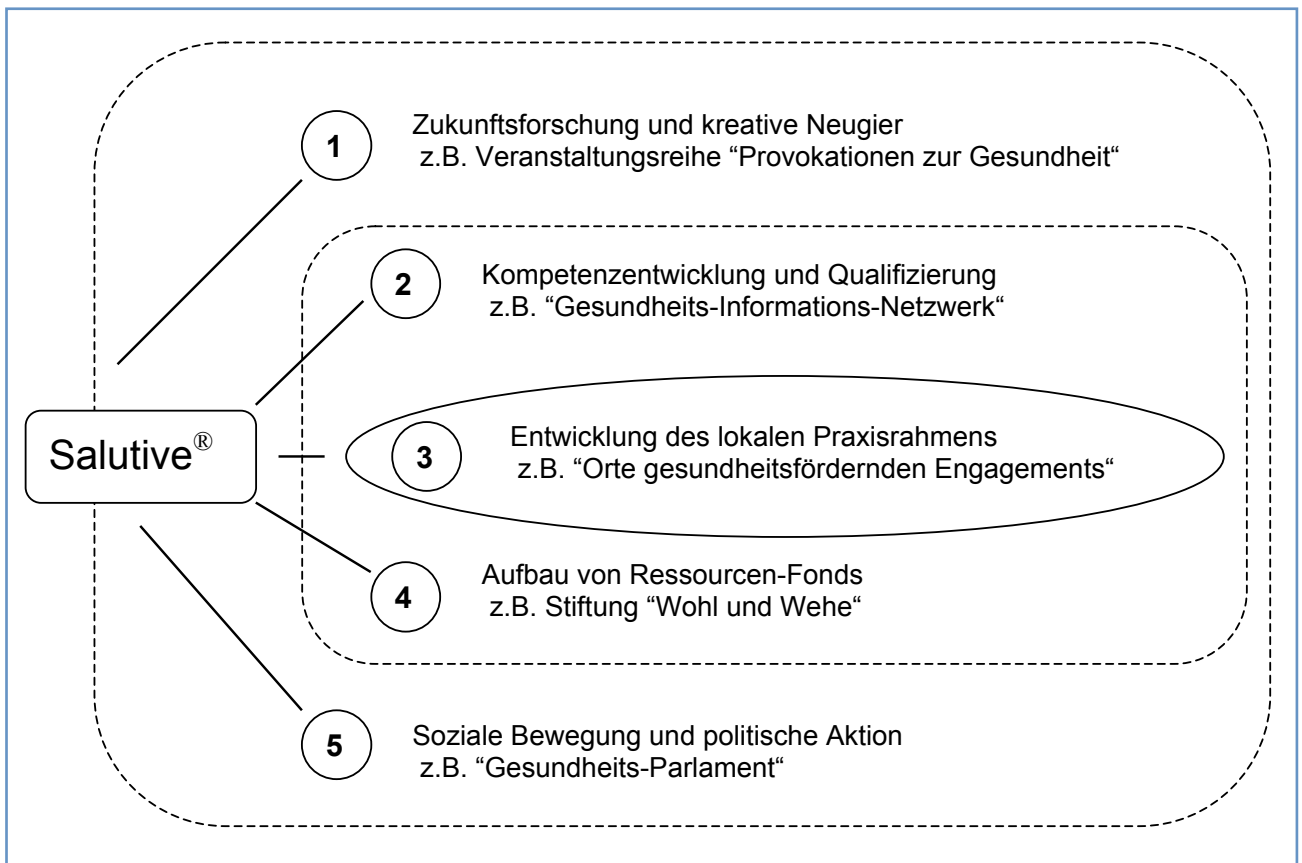 1
Zukunftsforschung und kreative Neugier
z.B. Veranstaltungsreihe “Provokationen zur Gesundheit“
2
Kompetenzentwicklung und Qualifizierung
z.B. “Gesundheits-Informations-Netzwerk“
Salutive®
3
Entwicklung des lokalen Praxisrahmens
z.B. “Orte gesundheitsfördernden Engagements“
4
Aufbau von Ressourcen-Fonds
z.B. Stiftung “Wohl und Wehe“
5
Soziale Bewegung und politische Aktion
z.B. “Gesundheits-Parlament“